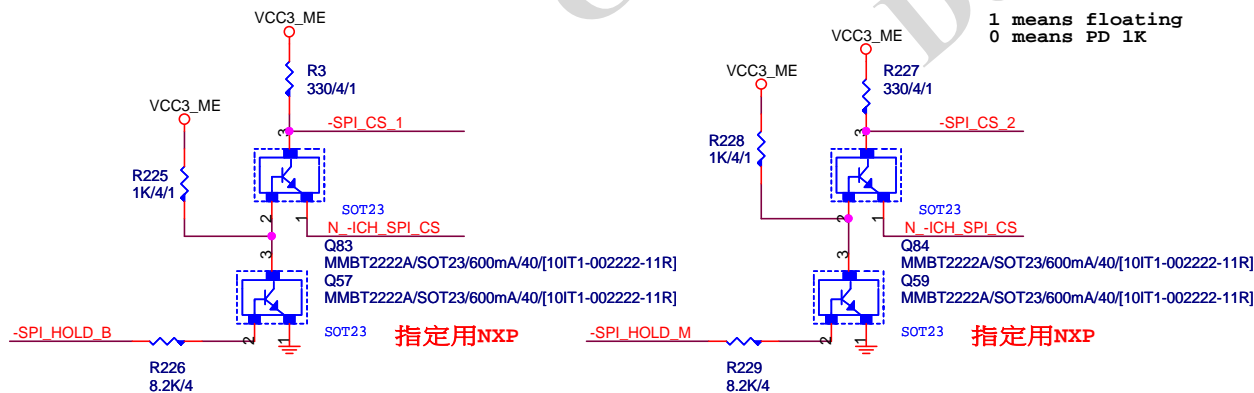 1 means floating
0 means PD 1K
VCC3_ME
R3
330/4/1
VCC3_ME
R225
1K/4/1
3
-SPI_CS_1
SOT23
2
1
N_-ICH_SPI_CS
Q83
MMBT2222A/SOT23/600mA/40/[10IT1-002222-11R]
3
Q57
MMBT2222A/SOT23/600mA/40/[10IT1-002222-11R]
SOT23
指定用NXP
-SPI_HOLD_B
2
1
R226
8.2K/4
VCC3_ME
R227
330/4/1
VCC3_ME
R228
1K/4/1
3
-SPI_CS_2
SOT23
2
1
N_-ICH_SPI_CS
Q84
MMBT2222A/SOT23/600mA/40/[10IT1-002222-11R]
3
Q59
MMBT2222A/SOT23/600mA/40/[10IT1-002222-11R]
SOT23
指定用NXP
-SPI_HOLD_M
2
1
R229
8.2K/4